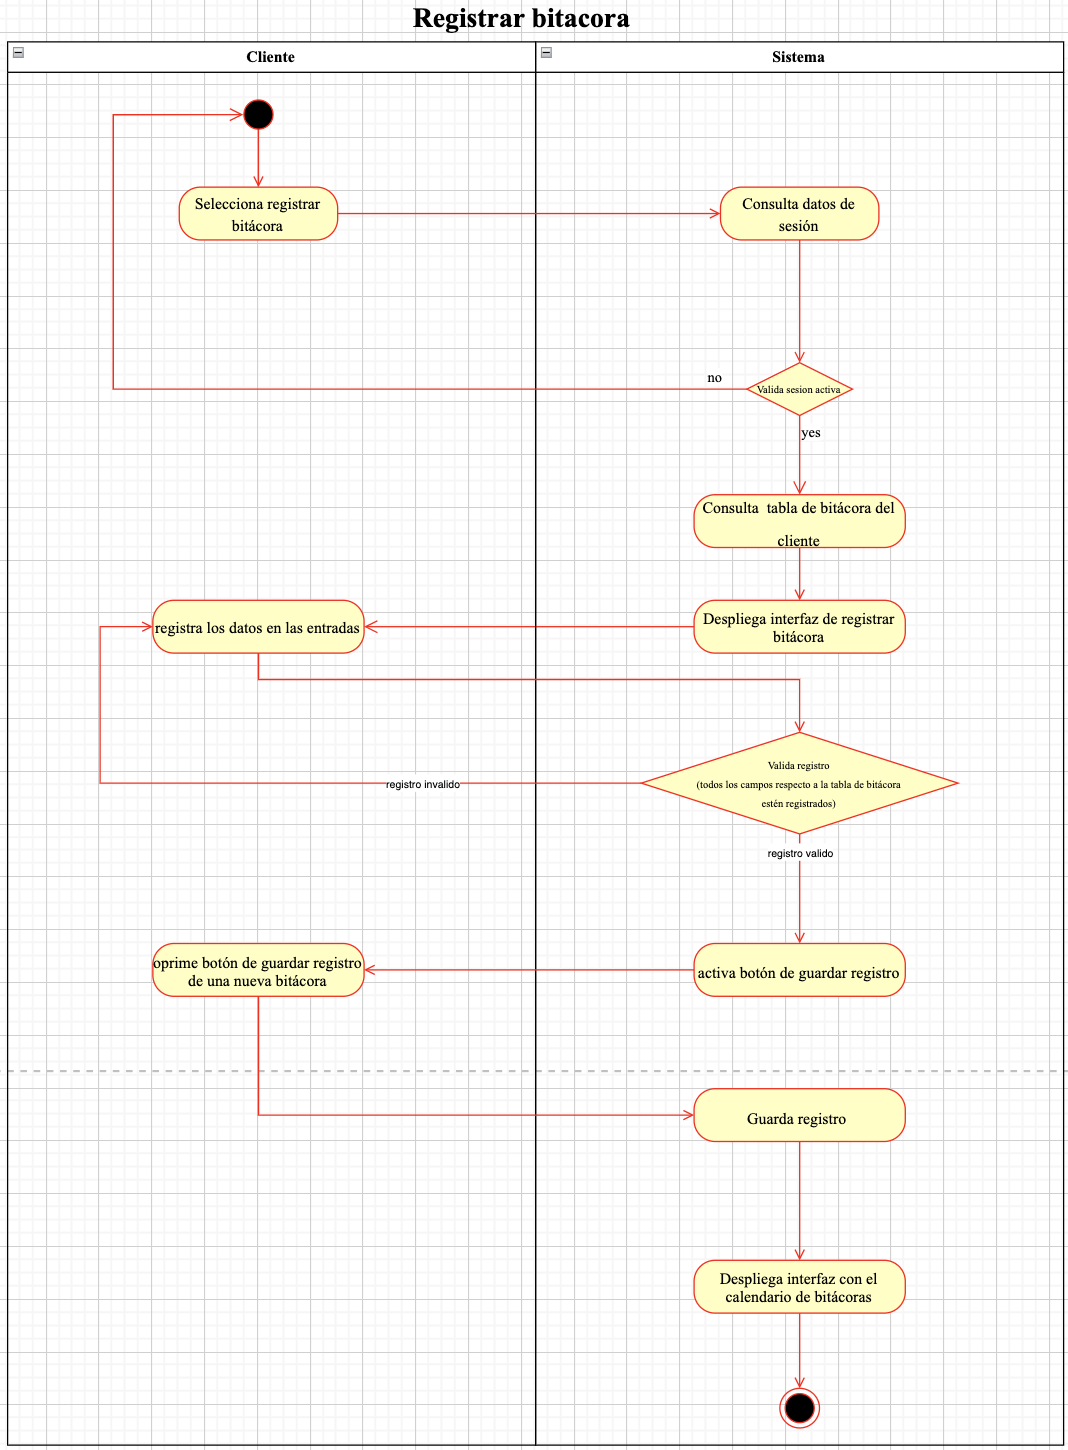 Registrar bitacora
Cliente
Sistema
Selecciona registrar
bitácora
Consulta datos de
sesión
no
Valida sesion activa
yes
Consulta  tabla de bitácora del
cliente
registra los datos en las entradas
Despliega interfaz de registrar
bitácora
Valida registro
(todos los campos respecto a la tabla de bitácora
estén registrados)
registro invalido
registro valido
oprime botón de guardar registro
de una nueva bitácora
activa botón de guardar registro
Guarda registro
Despliega interfaz con el
calendario de bitácoras